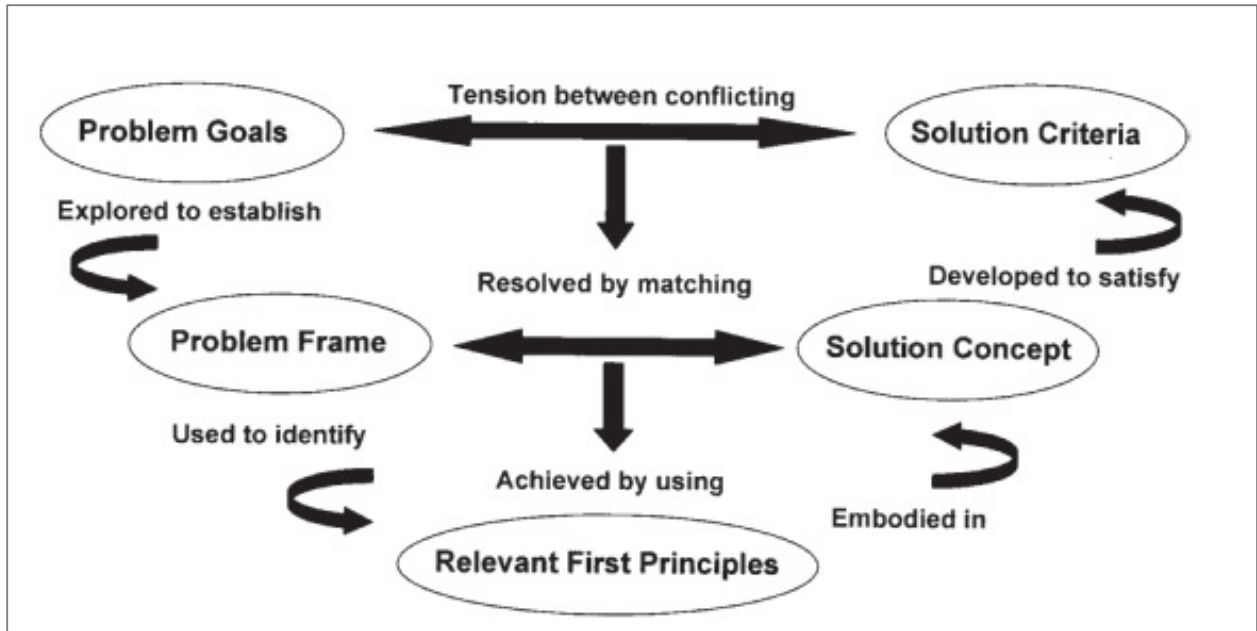 Tension between conflicting
Problem Goals
Solution Criteria
Explored to establish
Resolved by matching
Developed to satisfy
Problem Frame
Solution Concept
Used to identify
Achieved by using
Embodied in
Relevant First Principles